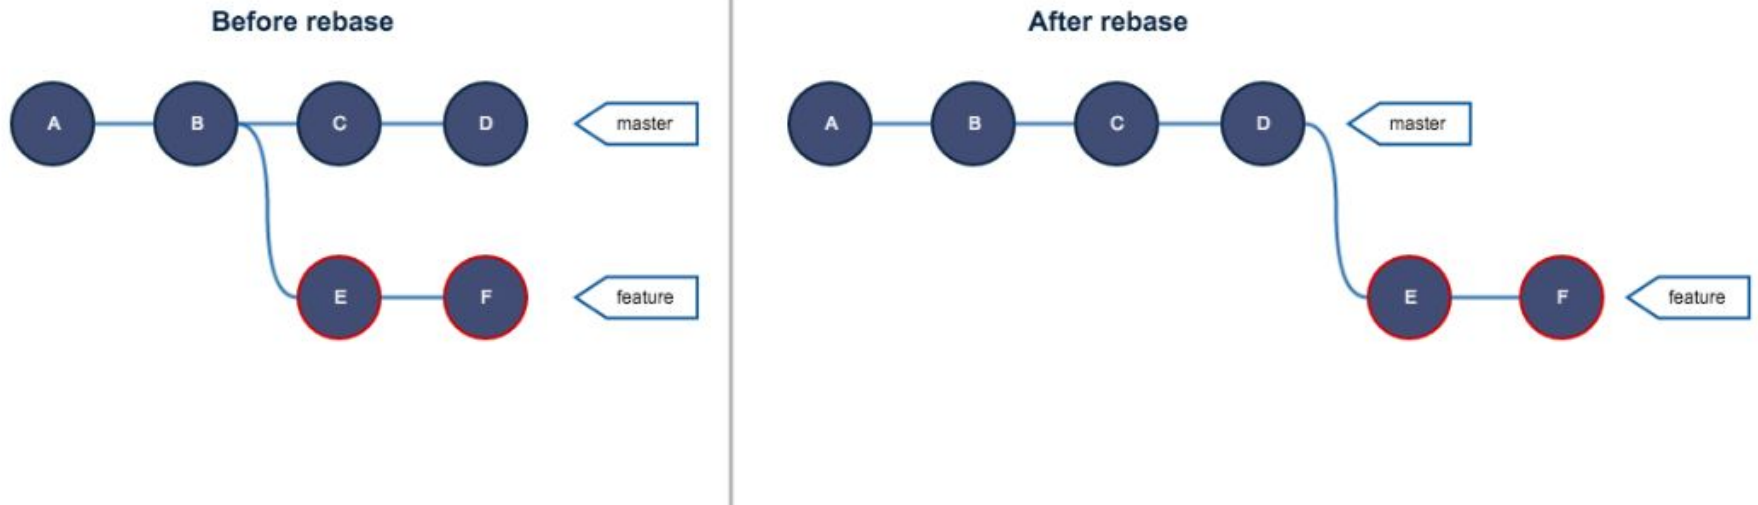 Before rebase
A B C D master
E F feature
After rebase
A B C D master
E F feature